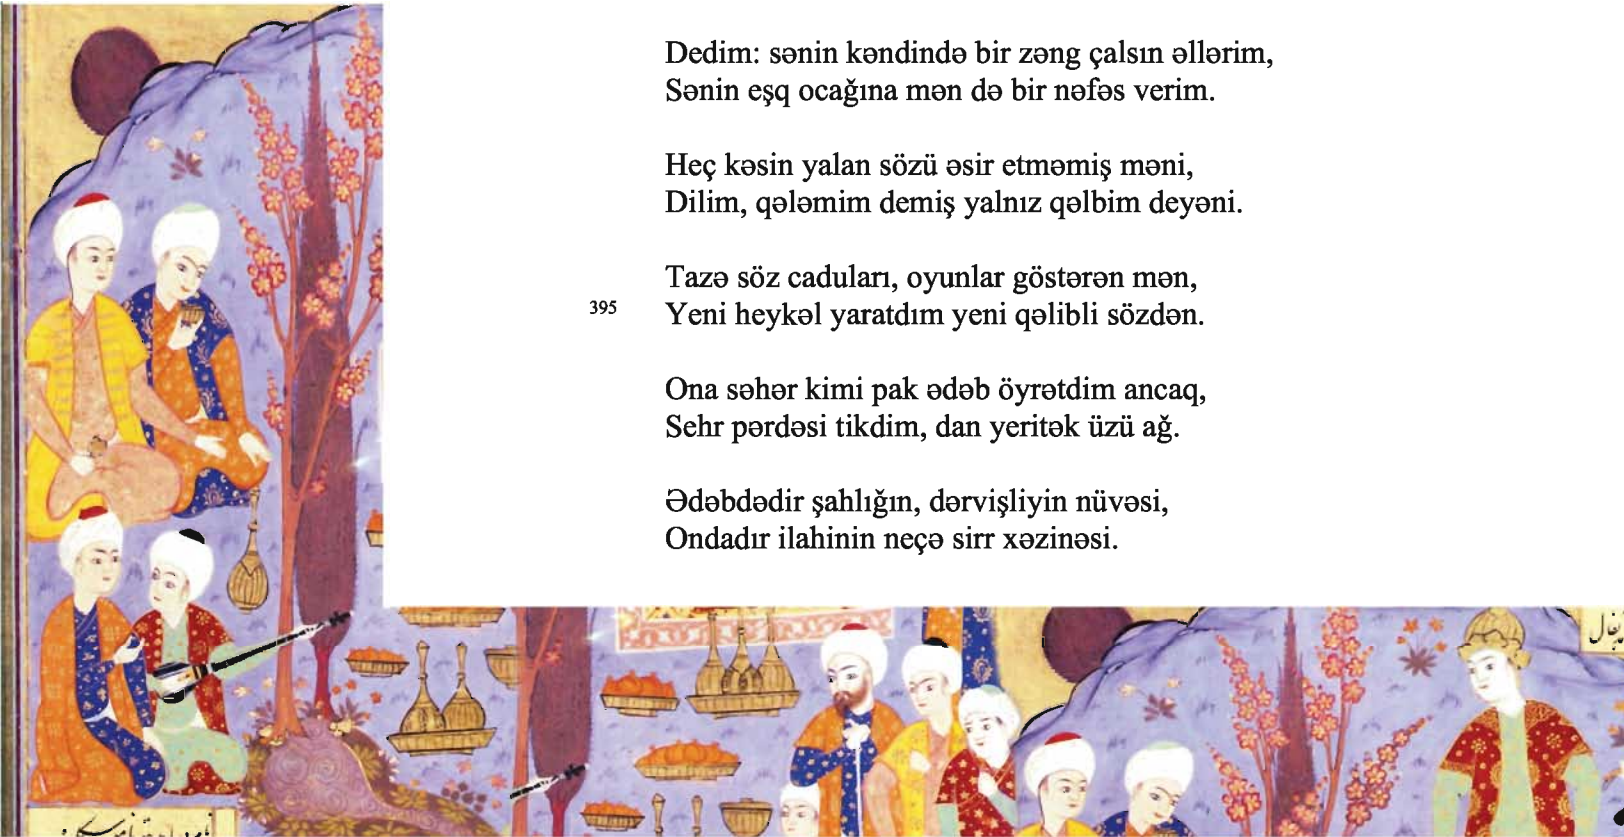 Dedim: sənin kəndində bir zəng çalsın əllərim,
Sənin eşq ocağına mən də bir nəfəs verim.
Heç kəsin yalan sözü əsir etməmiş məni,
Dilim, qələmim demiş yalnız qəlbim deyəni.
Tazə söz caduları, oyunlar göstərən mən,
395 Yeni heykəl yaratdım yeni qəlibli sözdən.
Ona səhər kimi pak ədəb öyrətdim ancaq,
Sehr pərdəsi tikdim, dan yeritək üzü ağ.
Ədəbdədir şahlığın, dərvişliyin nüvəsi,
Ondadır ilahinin neçə sirr xəzinəsi.